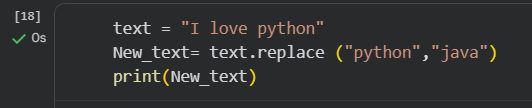 [18]
0s
text = "I love python"
New_text= text.replace ("python","java")
print(New_text)